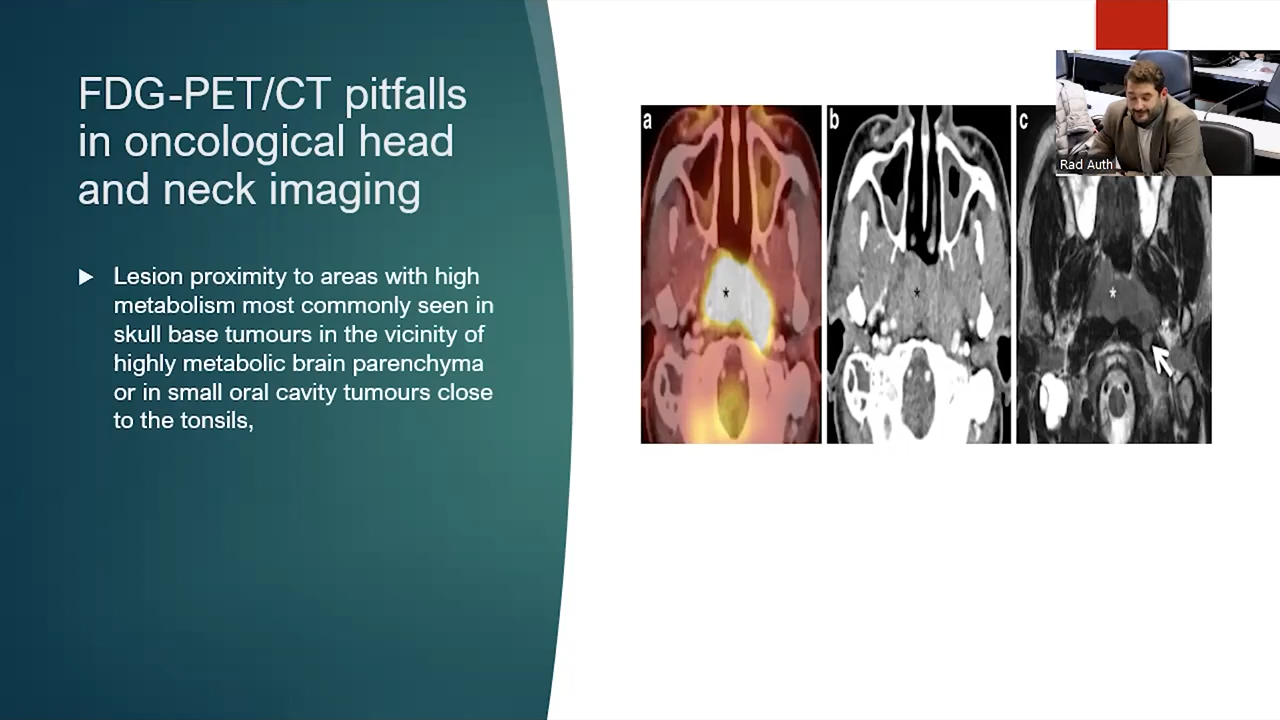 FDG-PET/CT pitfalls
in oncological head
and neck imaging
Lesion proximity to areas with high
metabolism most commonly seen in
skull base tumours in the vicinity of
highly metabolic brain parenchyma
or in small oral cavity tumours close
to the tonsils,
a
b
c
*
*
*
Rad Auth